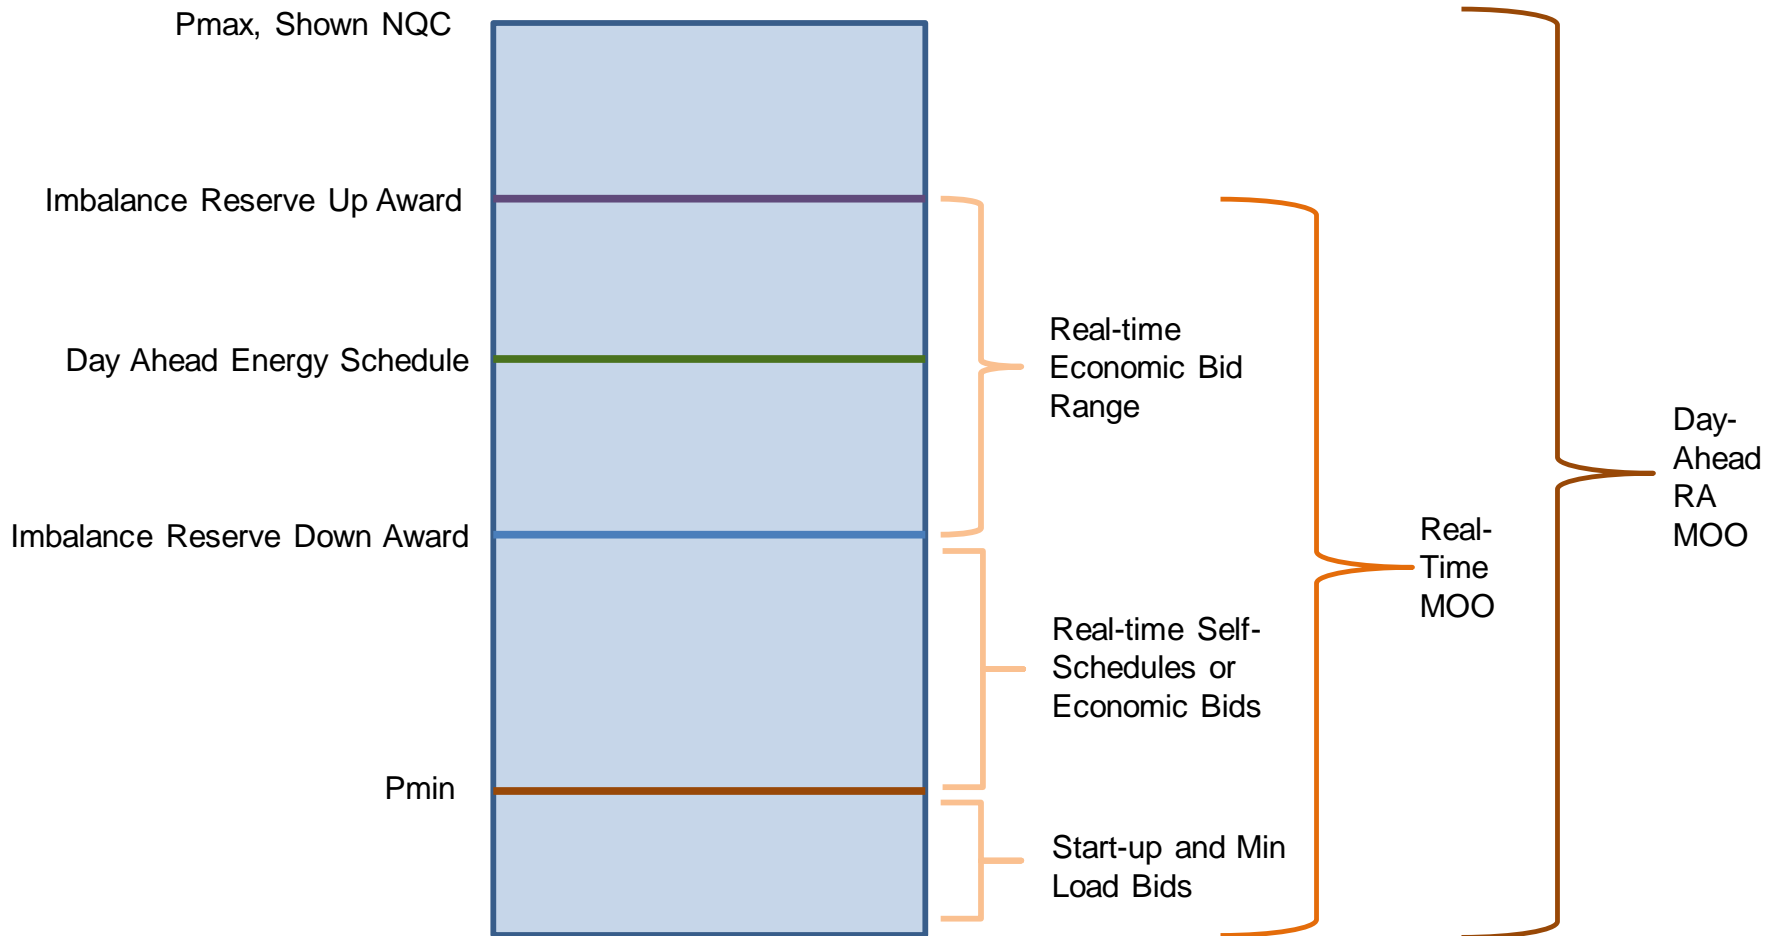 Pmax, Shown NQC
Imbalance Reserve Up Award
Day Ahead Energy Schedule
Imbalance Reserve Down Award
Pmin
Real-time
Economic Bid
Range
Real-time Self-
Schedules or
Economic Bids
Start-up and Min
Load Bids
Real-
Time
MOO
Day-
Ahead
RA
MOO